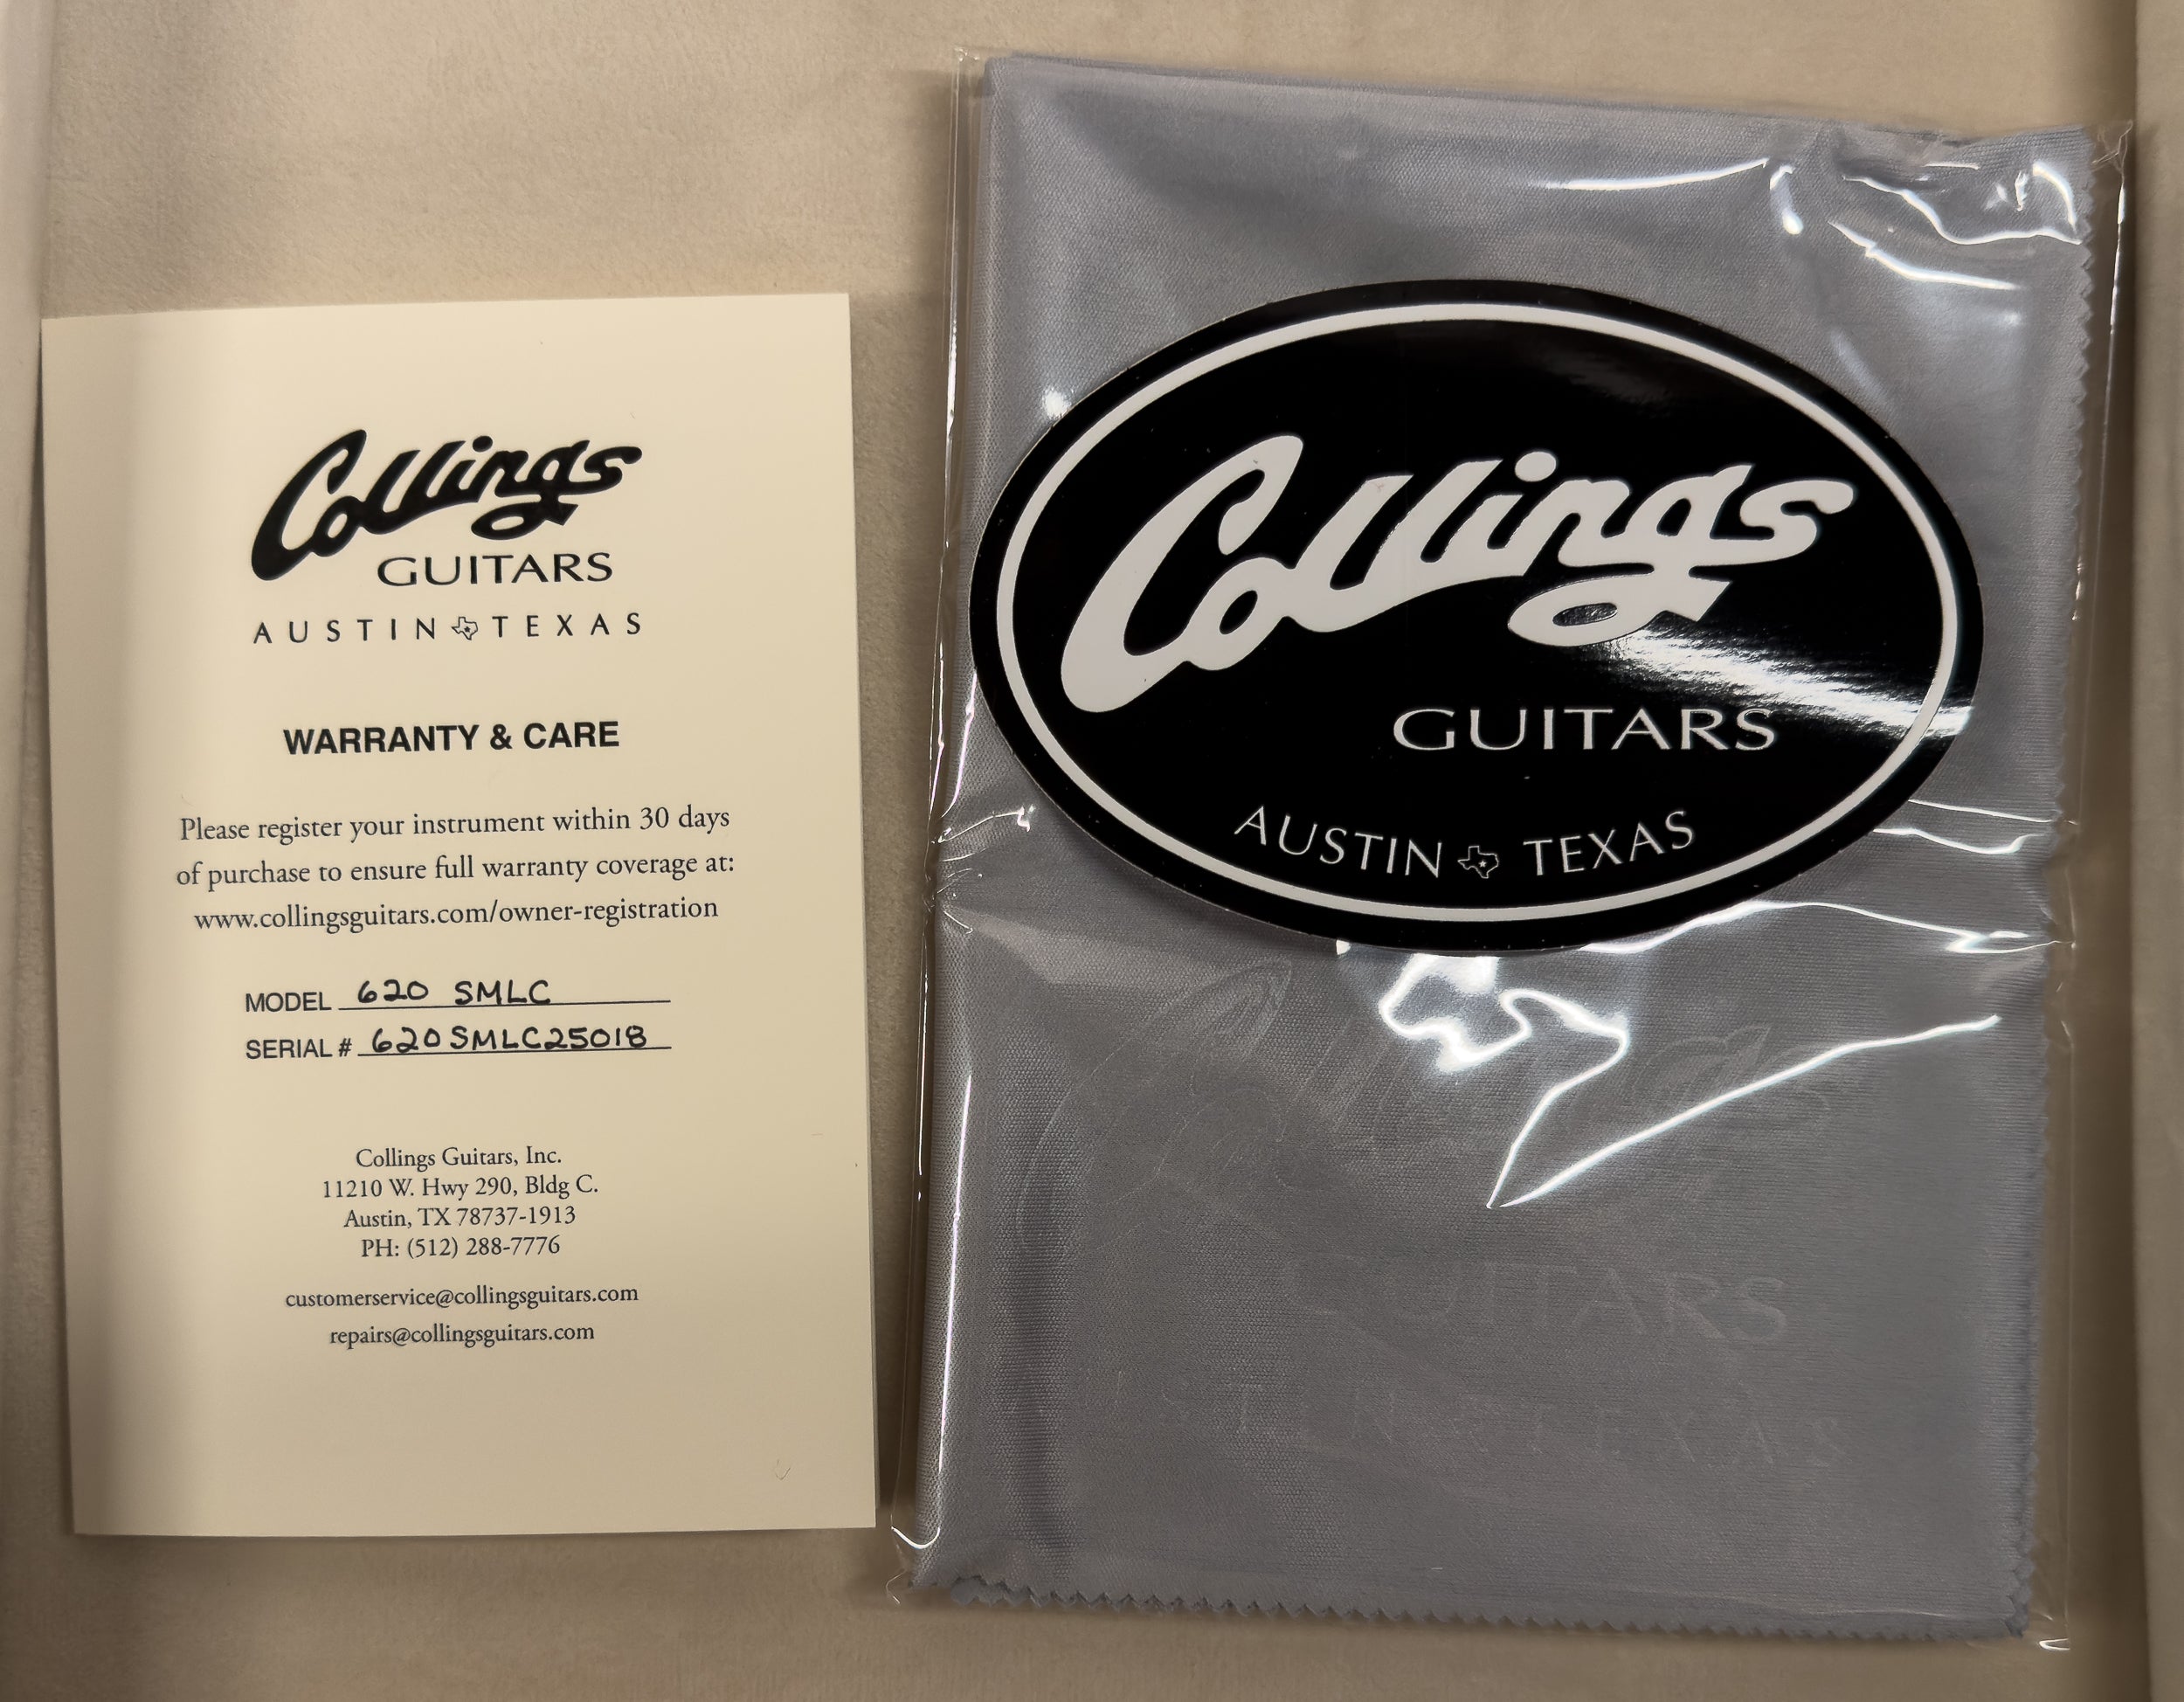 Collings
GUITARS
AUSTIN TEXAS
WARRANTY & CARE
Please register your instrument within 30 days
of purchase to ensure full warranty coverage at:
www.collingsguitars.com/owner-registration
MODEL 620 SMLC
SERIAL # 620SMLC25018
Collings Guitars, Inc.
11210 W. Hwy 290, Bldg C.
Austin, TX 78737-1913
PH: (512) 288-7776
customerservice@collingsguitars.com
repairs@collingsguitars.com
Collings
GUITARS
AUSTIN TEXAS
GUITARS
TEXAS